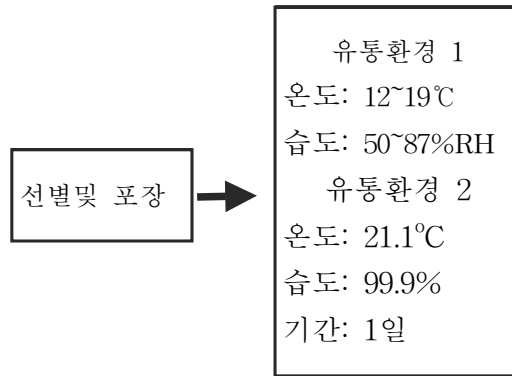 선별및 포장
유통환경 1
온도: 12~19℃
습도: 50~87%RH
유통환경 2
온도: 21.1℃
습도: 99.9%
기간: 1일